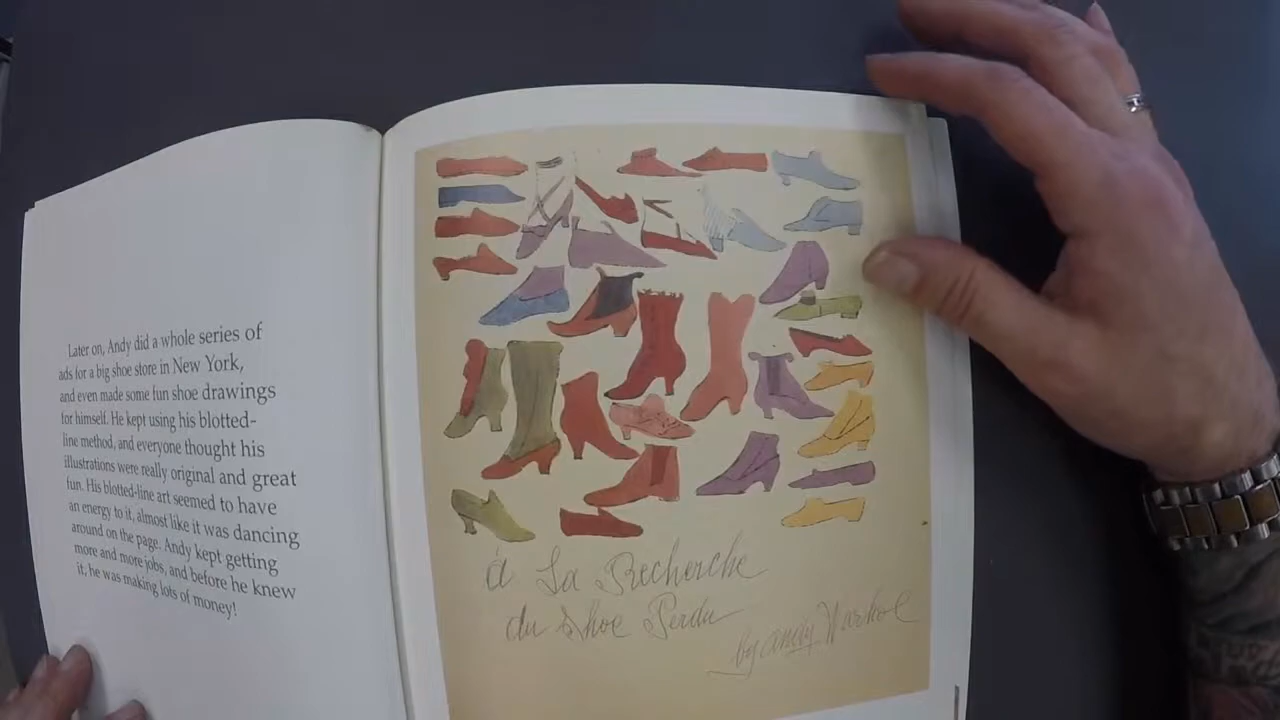 Later on, Andy did a whole series of
ads for a big shoe store in New York,
and even made some fun shoe drawings
for himself. He kept using his blotted-
line method, and everyone thought his
illustrations were really original and great
fun. His blotted-line art seemed to have
an energy to it, almost like it was dancing
around on the page. Andy kept getting
more and more jobs, and before he knew
it, he was making lots of money!
á La Recherche
du Shoe Perdu
by andy Warhol